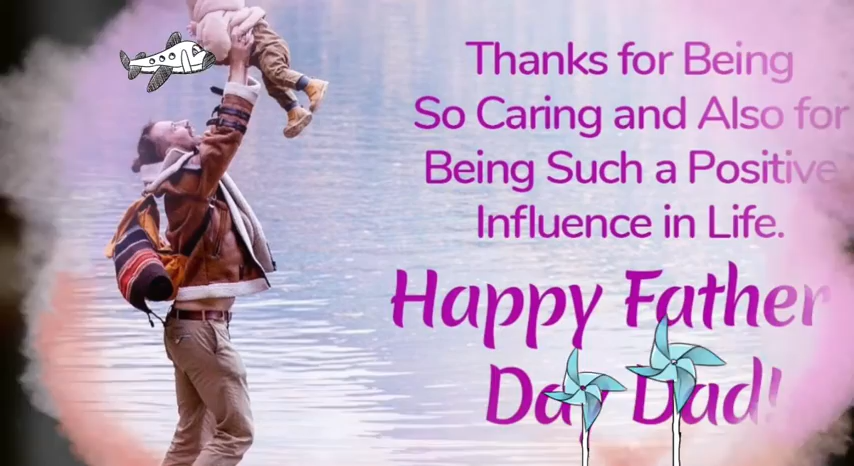 Thanks for Being
So Caring and Also for
Being Such a Positive
Influence in Life.
Happy Father
Day Dad!